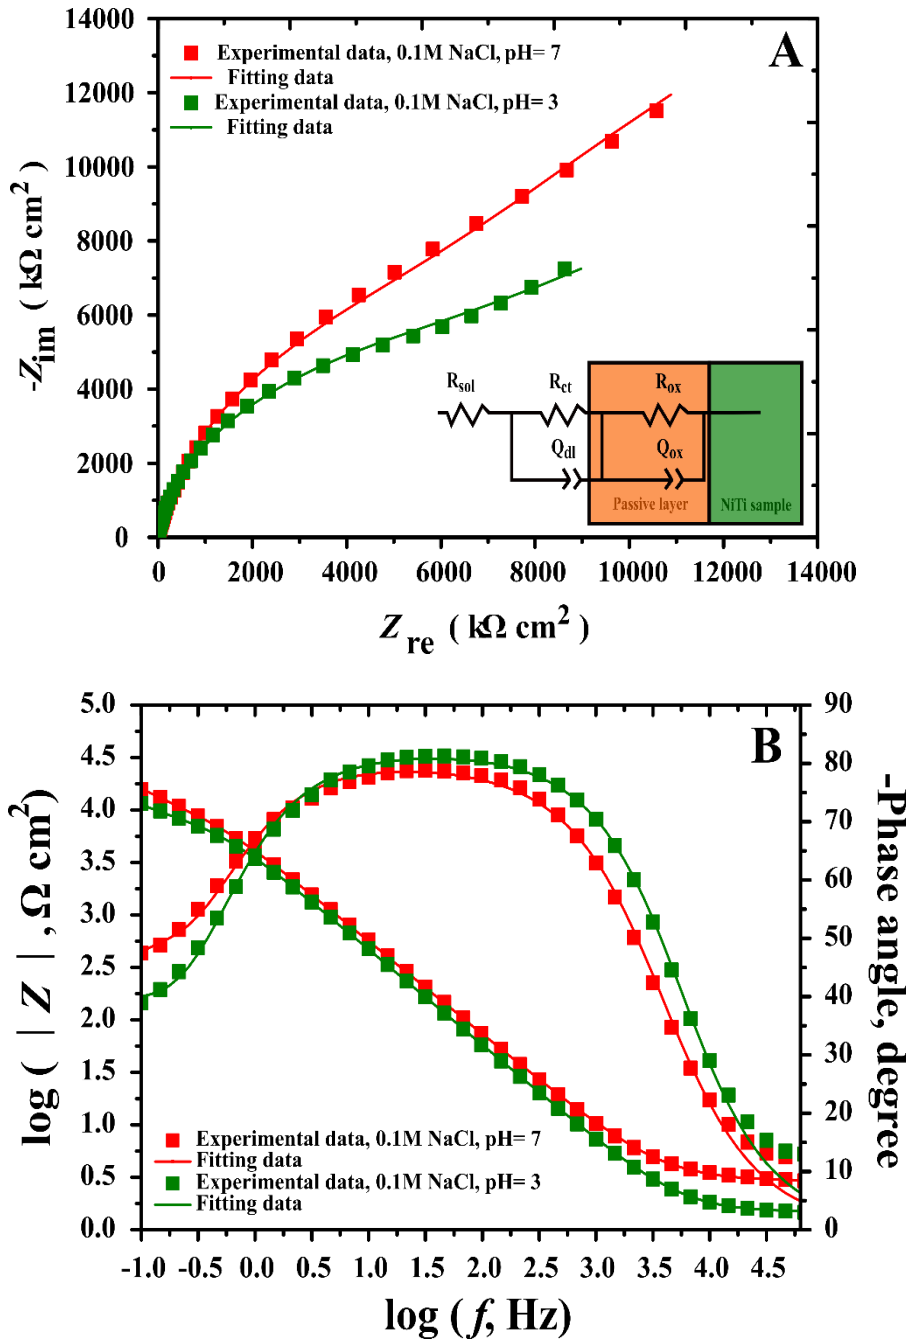 A
Experimental data, 0.1M NaCl, pH= 7
Fitting data
Experimental data, 0.1M NaCl, pH= 3
Fitting data
14000
12000
10000
8000
6000
4000
2000
0
-Zim ( kΩ cm²)
Rsol
Rct
Rox
Qdl
Qox
Passive layer
NiTi sample
0 2000 4000 6000 8000 10000 12000 14000
Z re ( kΩ cm²)
B
5.0
4.5
4.0
3.5
3.0
2.5
2.0
1.5
1.0
0.5
0.0
log ( | Z | , Ω cm²)
90
80
70
60
50
40
30
20
10
0
-Phase angle, degree
Experimental data, 0.1M NaCl, pH= 7
Fitting data
Experimental data, 0.1M NaCl, pH= 3
Fitting data
-1.0 -0.5 0.0 0.5 1.0 1.5 2.0 2.5 3.0 3.5 4.0 4.5
log (f, Hz)